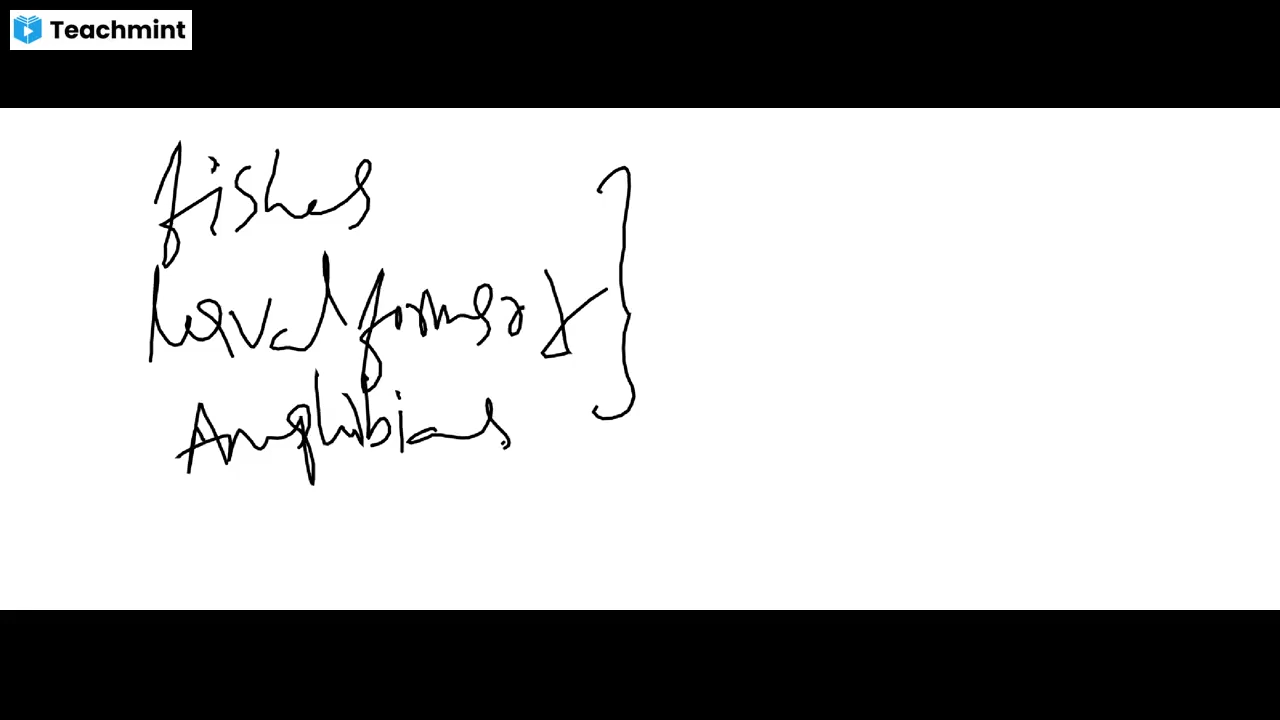 Teachmint
fishes
Larval forms of
Amphibians